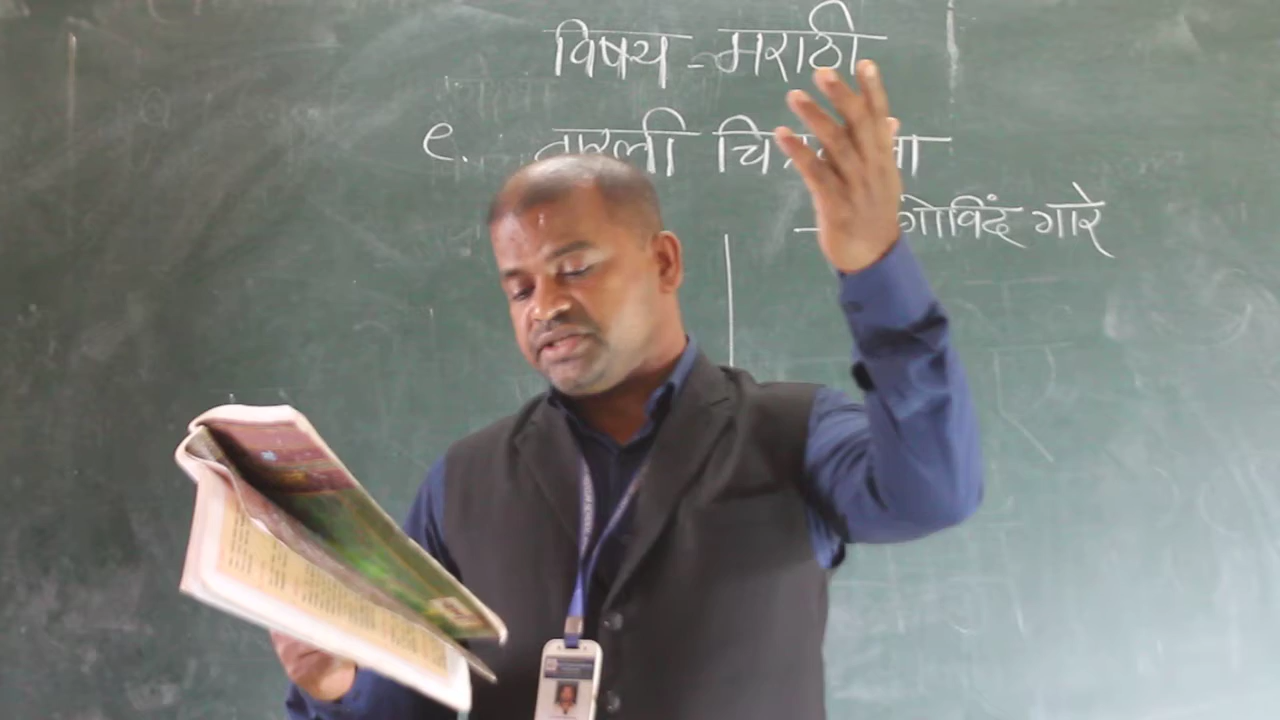 विषय - मराठी
९. वारली
- गोविंद गारे